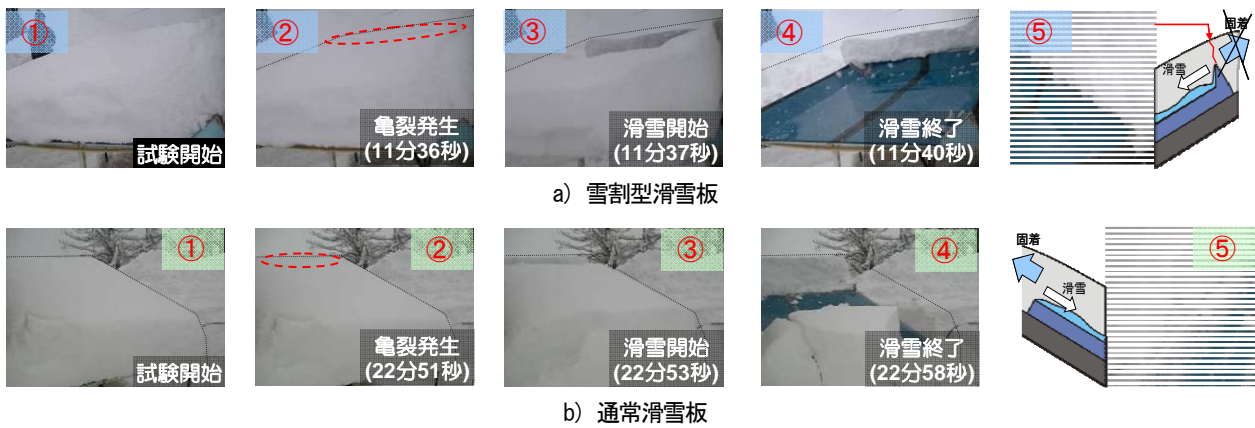 ①
試験開始
②
亀裂発生
(11分36秒)
③
滑雪開始
(11分37秒)
④
滑雪終了
(11分40秒)
⑤
固着
滑雪
a) 雪割型滑雪板
①
試験開始
②
亀裂発生
(22分51秒)
③
滑雪開始
(22分53秒)
④
滑雪終了
(22分58秒)
⑤
固着
滑雪
b) 通常滑雪板